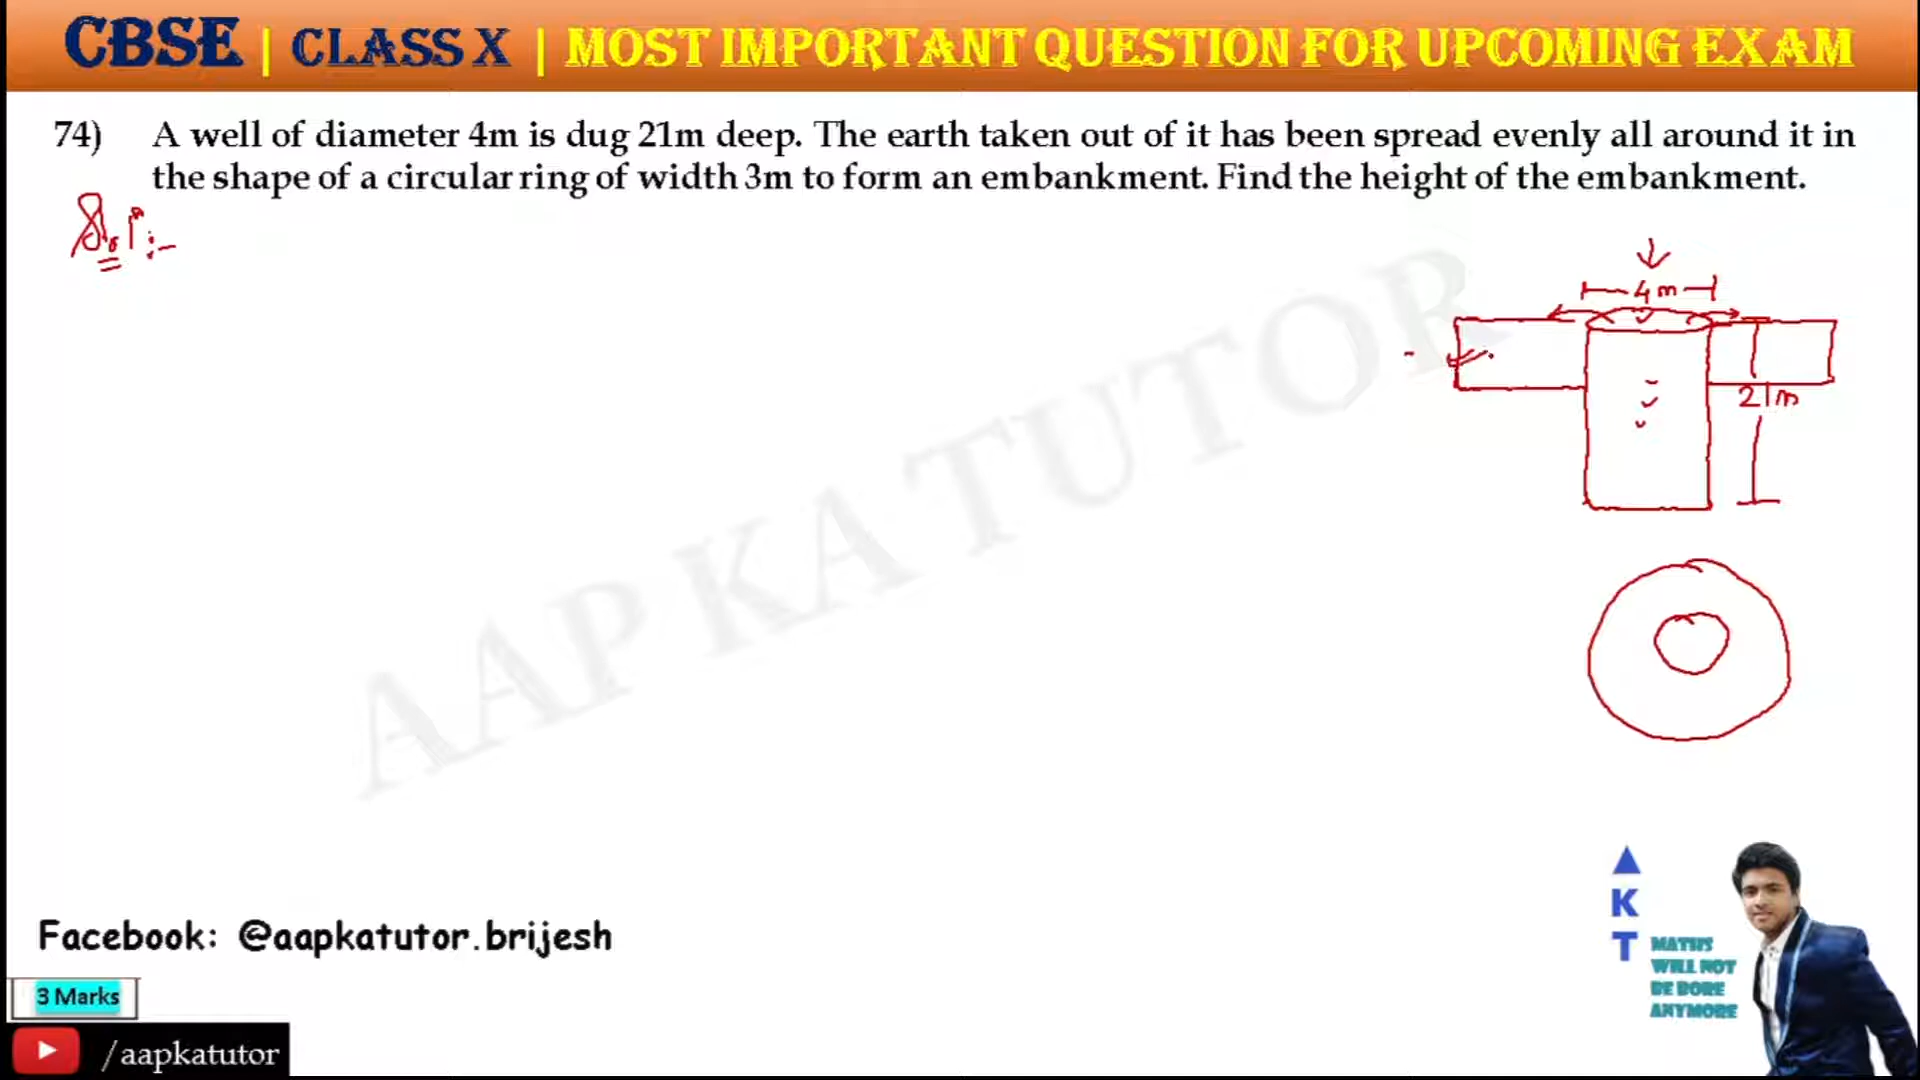 CBSE | CLASS X | MOST IMPORTANT QUESTION FOR UPCOMING EXAM
74) A well of diameter 4m is dug 21m deep. The earth taken out of it has been spread evenly all around it in
the shape of a circular ring of width 3m to form an embankment. Find the height of the embankment.
Sol:-
4m
21m
AAP KA TUTOR
A
K
T
MATHS
WILL NOT
BE BORE
ANYMORE
Facebook: @aapkatutor.brijesh
3 Marks
/aapkatutor